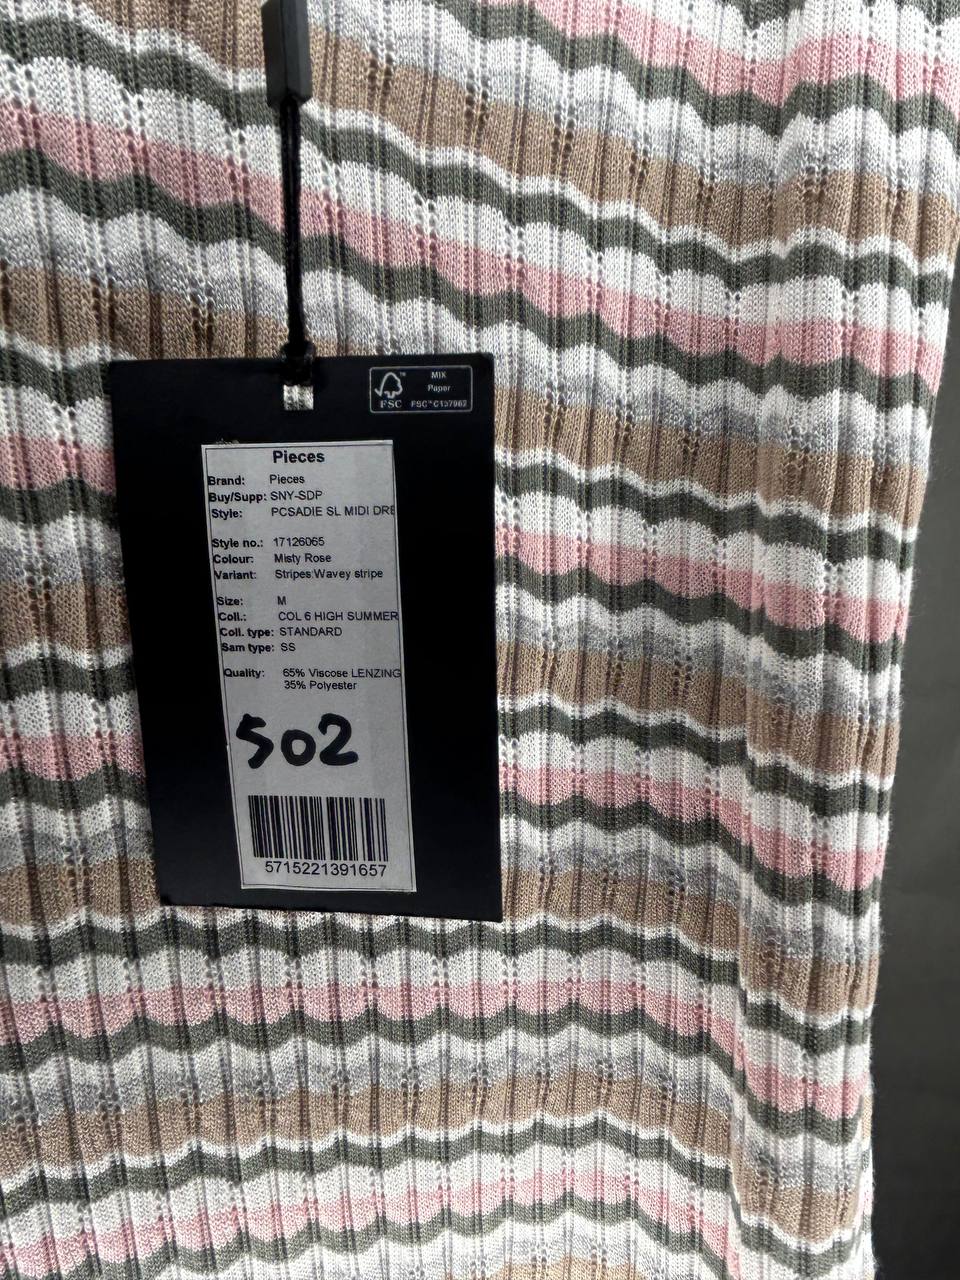 MIX
Paper
FSC™ C137962
FSC
Pieces
Brand: Pieces
Buy/Supp: SNY-SDP
Style: PCSADIE SL MIDI DRE
Style no.: 17126065
Colour: Misty Rose
Variant: Stripes:Wavey stripe
Size: M
Coll.: COL 6 HIGH SUMMER
Coll. type: STANDARD
Sam type: SS
Quality: 65% Viscose LENZING
35% Polyester
502
5715221391657